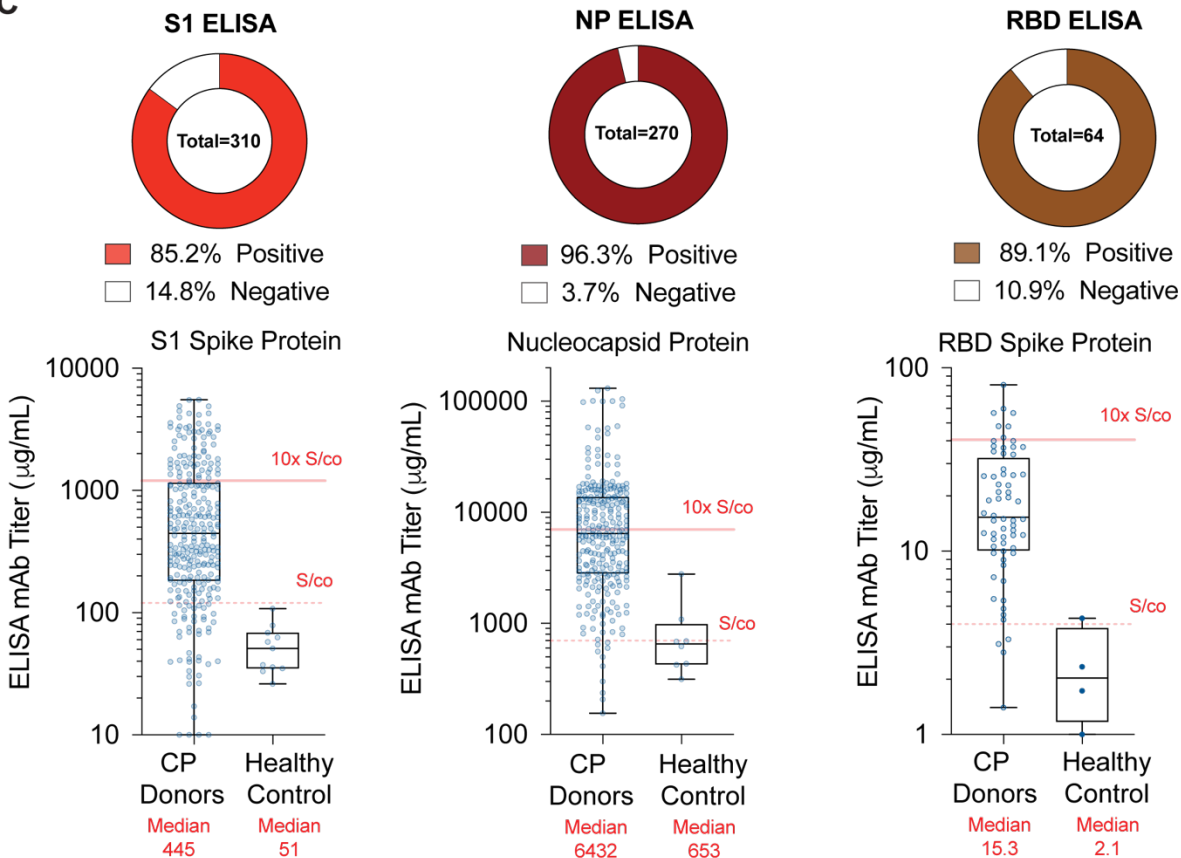 C
S1 ELISA
Total=310
85.2% Positive
14.8% Negative
NP ELISA
Total=270
96.3% Positive
3.7% Negative
RBD ELISA
Total=64
89.1% Positive
10.9% Negative
S1 Spike Protein
ELISA mAb Titer (μg/mL)
10000
1000
100
10
10x S/co
S/co
CP Donors
Healthy Control
Median 445
Median 51
Nucleocapsid Protein
ELISA mAb Titer (μg/mL)
100000
10000
1000
100
10x S/co
S/co
CP Donors
Healthy Control
Median 6432
Median 653
RBD Spike Protein
ELISA mAb Titer (μg/mL)
100
10
1
10x S/co
S/co
CP Donors
Healthy Control
Median 15.3
Median 2.1